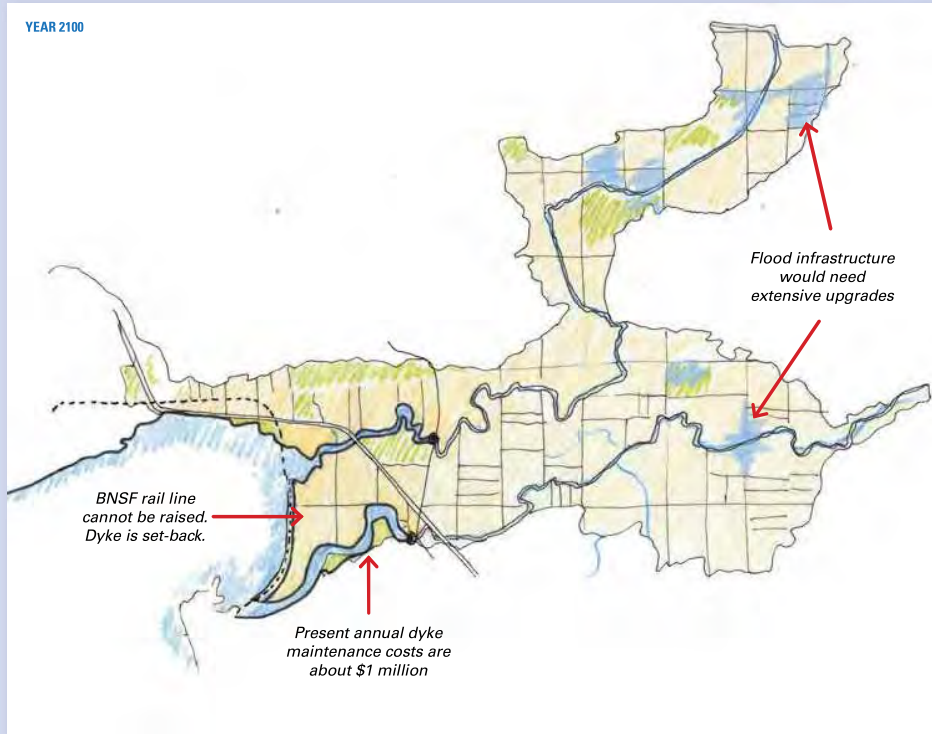 YEAR 2100
Flood infrastructure
would need
extensive upgrades
BNSF rail line
cannot be raised.
Dyke is set-back.
Present annual dyke
maintenance costs are
about $1 million